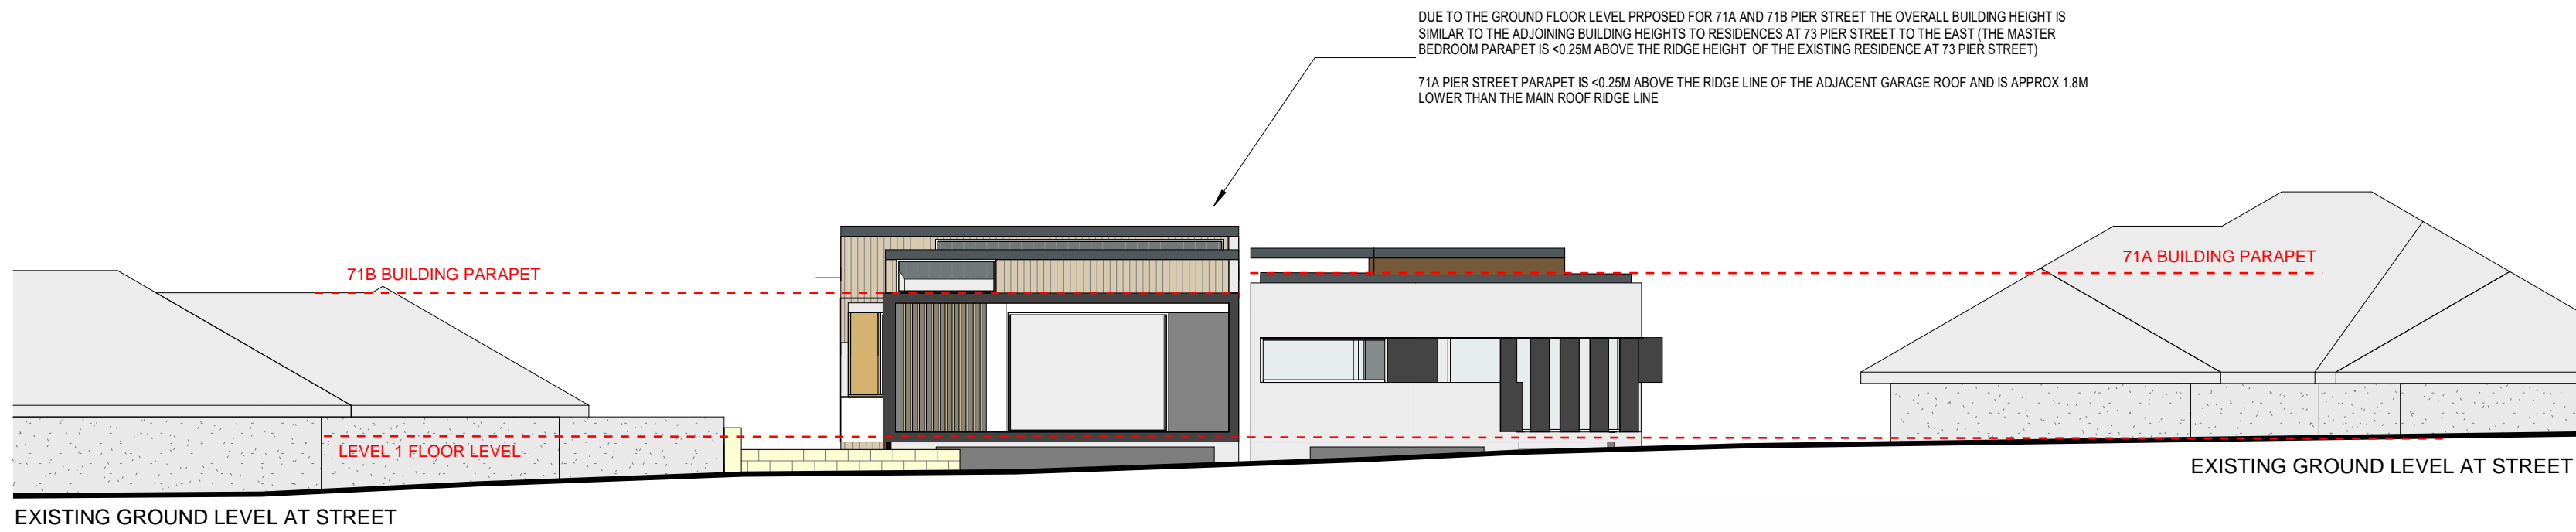 DUE TO THE GROUND FLOOR LEVEL PRPOSED FOR 71A AND 71B PIER STREET THE OVERALL BUILDING HEIGHT IS
SIMILAR TO THE ADJOINING BUILDING HEIGHTS TO RESIDENCES AT 73 PIER STREET TO THE EAST (THE MASTER
BEDROOM PARAPET IS <0.25M ABOVE THE RIDGE HEIGHT OF THE EXISTING RESIDENCE AT 73 PIER STREET)
71A PIER STREET PARAPET IS <0.25M ABOVE THE RIDGE LINE OF THE ADJACENT GARAGE ROOF AND IS APPROX 1.8M
LOWER THAN THE MAIN ROOF RIDGE LINE
71A BUILDING PARAPET
71B BUILDING PARAPET
LEVEL 1 FLOOR LEVEL
EXISTING GROUND LEVEL AT STREET
EXISTING GROUND LEVEL AT STREET